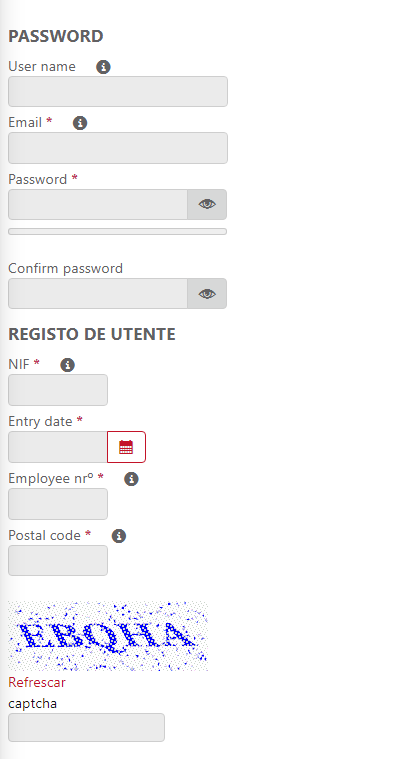 PASSWORD
User name
Email *
Password *
Confirm password
REGISTO DE UTENTE
NIF *
Entry date *
Employee nrº *
Postal code *
Refrescar
captcha